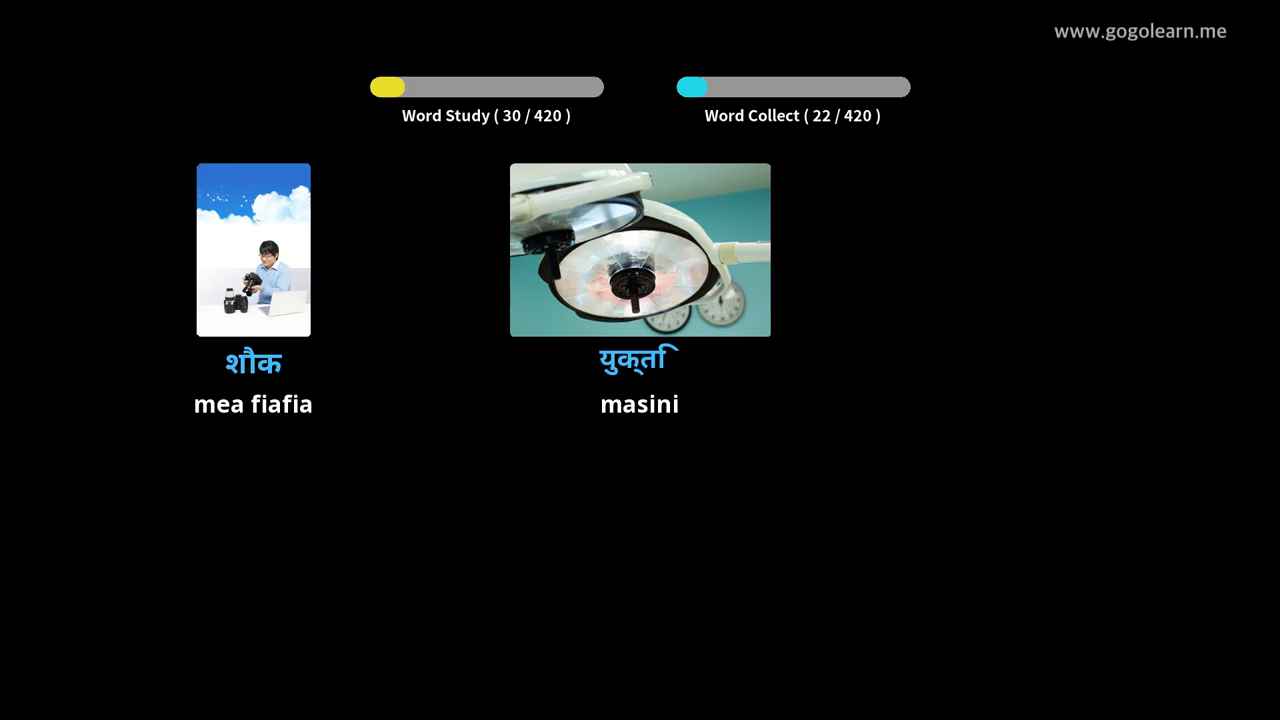 www.gogolearn.me
Word Study ( 30 / 420 )
Word Collect ( 22 / 420 )
शौक
mea fiafia
युक्ति
masini